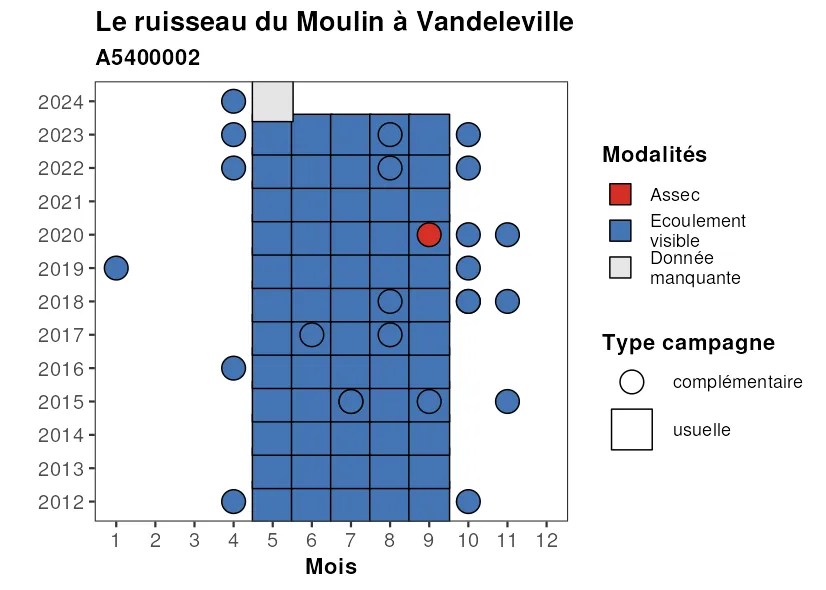 Le ruisseau du Moulin à Vandeleville
A5400002
2024
2023
2022
2021
2020
2019
2018
2017
2016
2015
2014
2013
2012
1 2 3 4 5 6 7 8 9 10 11 12
Mois
Modalités
Assec
Ecoulement
visible
Donnée
manquante
Type campagne
complémentaire
usuelle